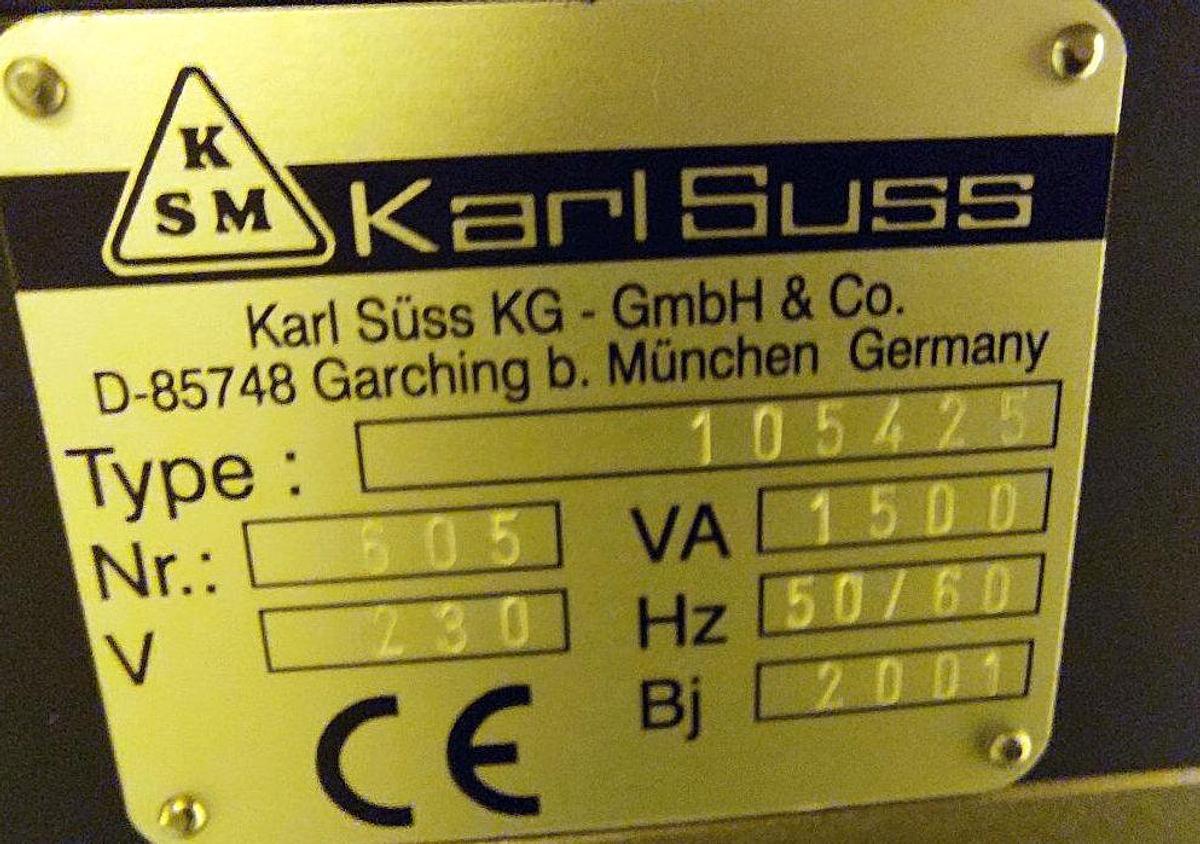 K
SM
Karl Suss
Karl Süss KG - GmbH & Co.
D-85748 Garching b. München Germany
Type : 105425
Nr.: 605 VA 1500
V 230 Hz 50/60
CE Bj 2001